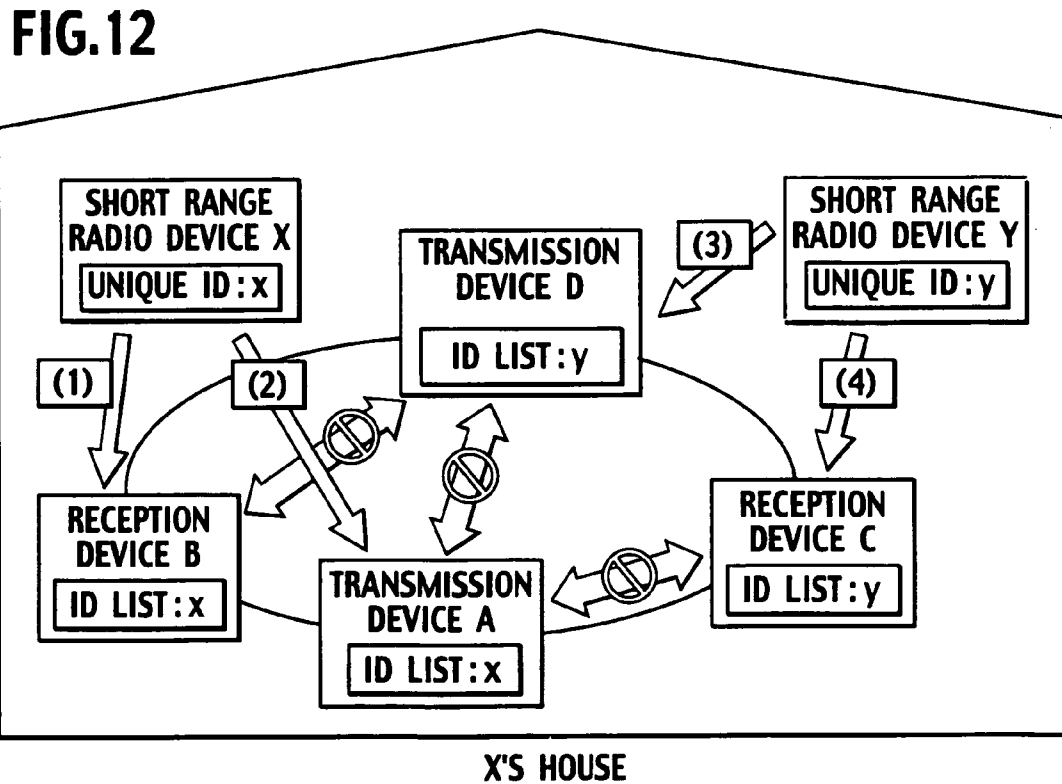 FIG.12
SHORT RANGE
RADIO DEVICE X
UNIQUE ID:x
SHORT RANGE
RADIO DEVICE Y
UNIQUE ID:y
TRANSMISSION
DEVICE D
ID LIST:y
(1)
(2)
(3)
(4)
RECEPTION
DEVICE B
ID LIST:x
TRANSMISSION
DEVICE A
ID LIST:x
RECEPTION
DEVICE C
ID LIST:y
X'S HOUSE